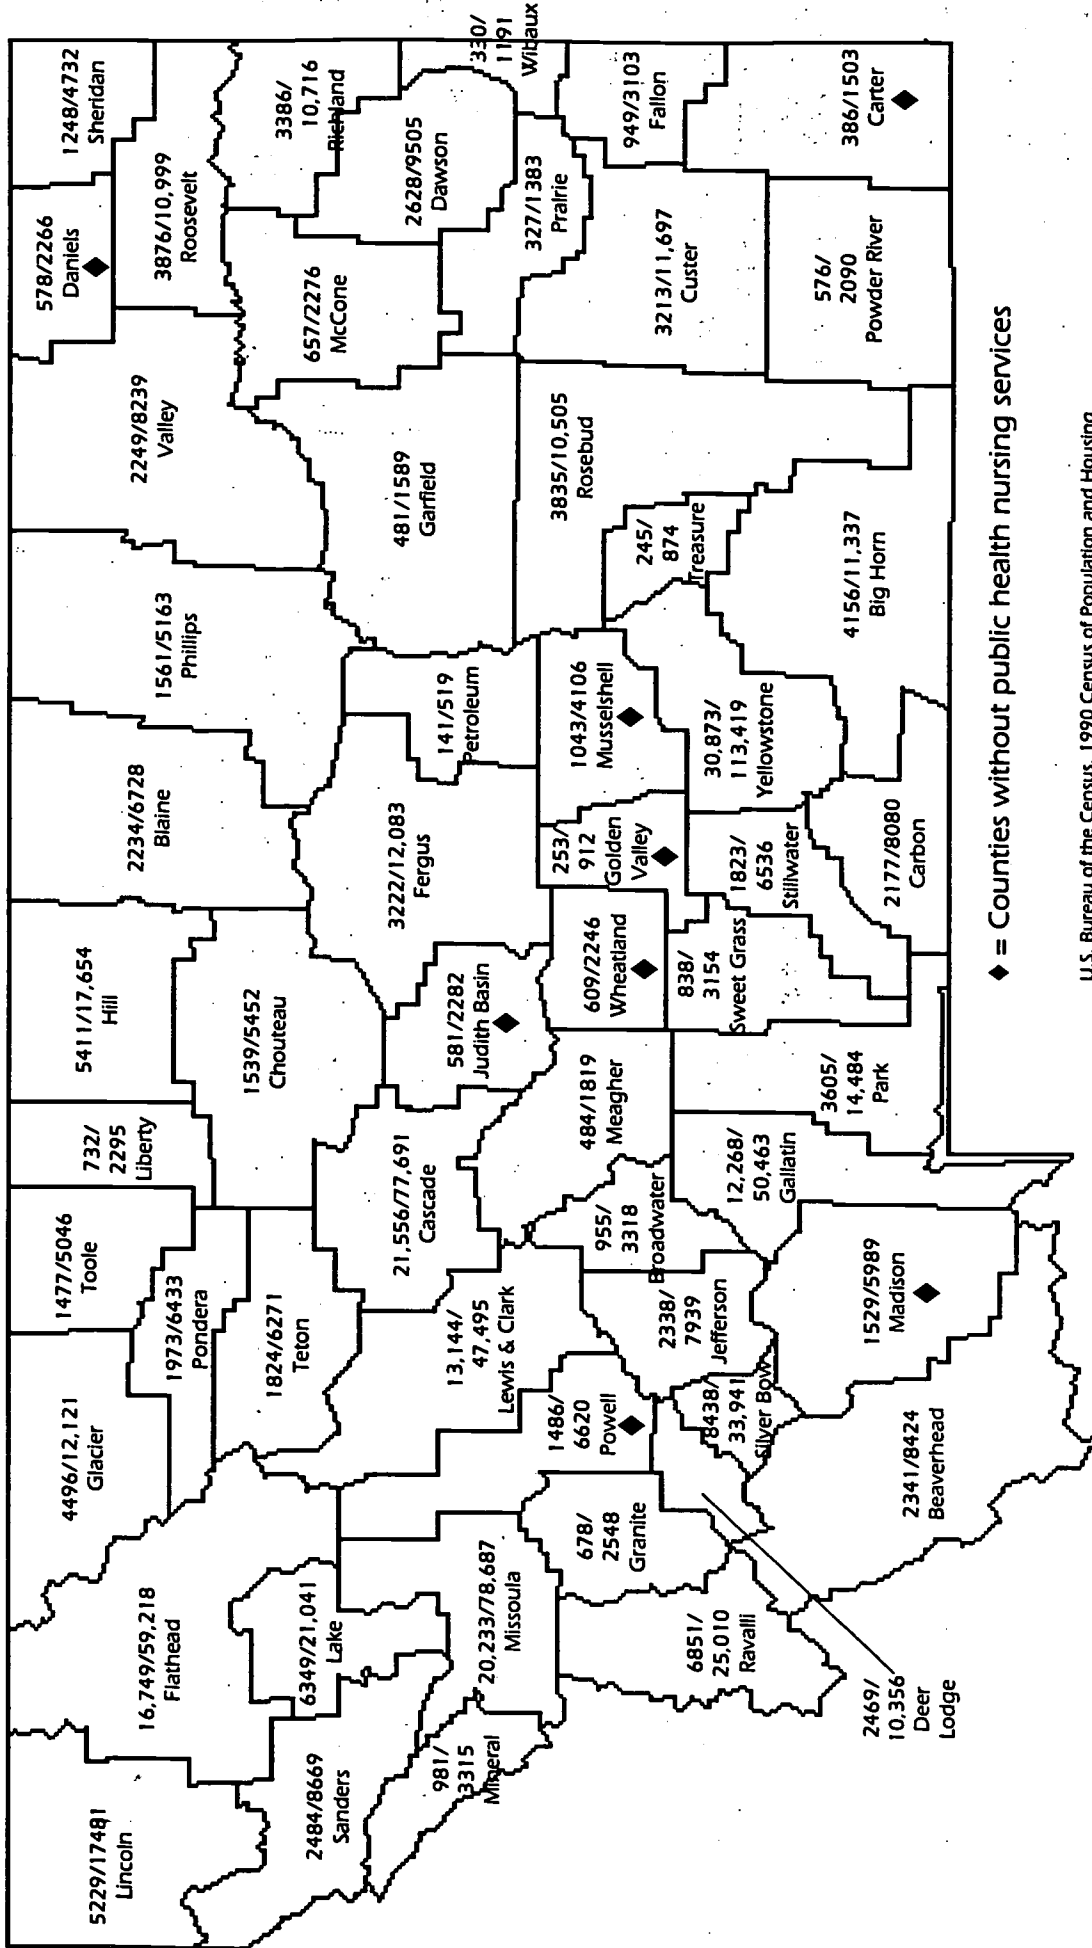 5229/17481
Lincoln
16,749/59,218
Flathead
4496/12,121
Glacier
1477/5046
Toole
732/
2295
Liberty
5411/17,654
Hill
2234/6728
Blaine
1561/5163
Phillips
2249/8239
Valley
578/2266
Daniels
1248/4732
Sheridan
3876/10,999
Roosevelt
1973/6433
Pondera
1824/6271
Teton
1539/5452
Chouteau
2484/8669
Sanders
6349/21,041
Lake
3386/
10,716
Richland
657/2276
McCone
481/1589
Garfield
2628/9505
Dawson
330/
1191
Wibaux
327/1383
Prairie
981/
3315
Mineral
20,233/78,687
Missoula
13,144/
47,495
Lewis & Clark
21,556/77,691
Cascade
581/2282
Judith Basin
3222/12,083
Fergus
141/519
Petroleum
1486/
6620
Powell
678/
2548
Granite
955/
3318
Broadwater
484/1819
Meagher
609/2246
Wheatland
253/
912
Golden
Valley
1043/4106
Musselshell
3835/10,505
Rosebud
245/
874
Treasure
3213/11,697
Custer
949/3103
Fallon
6851/
25,010
Ravalli
2469/
10,356
Deer
Lodge
8438/
33,941
Silver Bow
2338/
7939
Jefferson
12,268/
50,463
Gallatin
3605/
14,484
Park
838/
3154
Sweet Grass
1823/
6536
Stillwater
30,873/
113,419
Yellowstone
2177/8080
Carbon
4156/11,337
Big Horn
576/
2090
Powder River
386/1503
Carter
2341/8424
Beaverhead
1529/5989
Madison
♦ = Counties without public health nursing services
U.S. Bureau of the Census, 1990 Census of Population and Housing